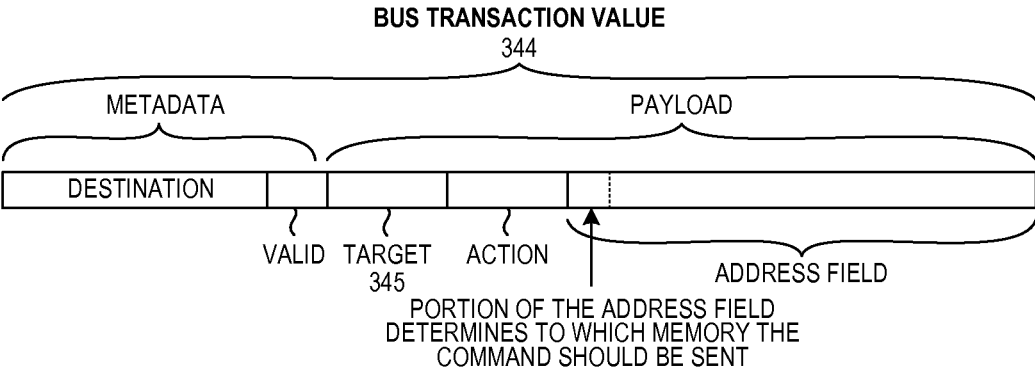 BUS TRANSACTION VALUE
344
METADATA
PAYLOAD
DESTINATION
VALID
TARGET
345
ACTION
ADDRESS FIELD
PORTION OF THE ADDRESS FIELD
DETERMINES TO WHICH MEMORY THE
COMMAND SHOULD BE SENT